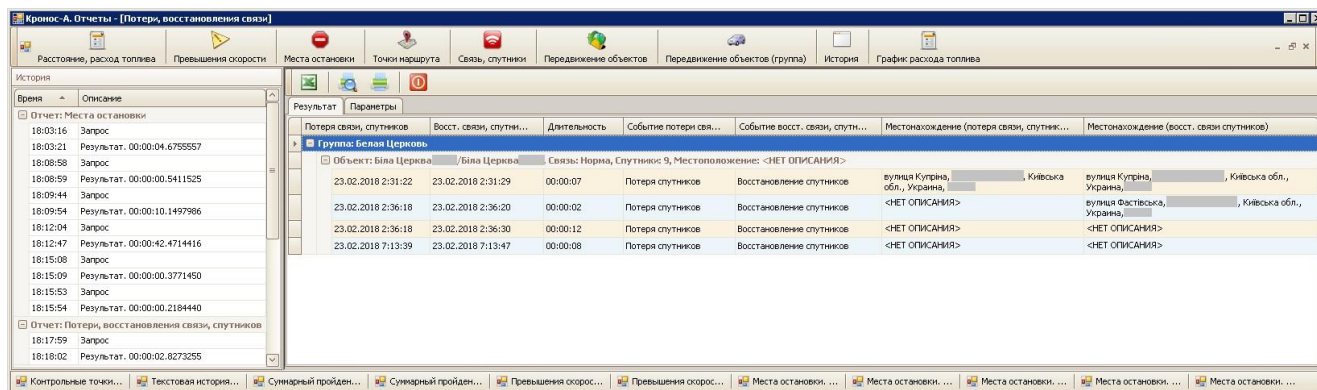 Кронос-А. Отчеты - [Потери, восстановления связи]
Расстояние, расход топлива Превышения скорости Места остановки Точки маршрута Связь, спутники Передвижение объектов Передвижение объектов (группа) История График расхода топлива
История
Время Описание
Отчет: Места остановки
18:03:16 Запрос
18:03:21 Результат. 00:00:04.6755557
18:08:58 Запрос
18:08:59 Результат. 00:00:00.5411525
18:09:44 Запрос
18:09:54 Результат. 00:00:10.1497986
18:12:04 Запрос
18:12:47 Результат. 00:00:42.4714416
18:15:08 Запрос
18:15:09 Результат. 00:00:00.3771450
18:15:53 Запрос
18:15:54 Результат. 00:00:00.2184440
Отчет: Потери, восстановления связи, спутников
18:17:59 Запрос
18:18:02 Результат. 00:00:02.8273255
Результат Параметры
Потеря связи, спутников Восст. связи, спутни... Длительность Событие потери свя... Событие восст. связи, спутн... Местонахождение (потеря связи, спутник... Местонахождение (восст. связи спутников)
Группа: Белая Церковь
Объект: Біла Церква /Біла Церква . Связь: Норма, Спутники: 9, Местоположение: <НЕТ ОПИСАНИЯ>
23.02.2018 2:31:22 23.02.2018 2:31:29 00:00:07 Потеря спутников Восстановление спутников вулиця Купріна, , Київська обл., Украина, вулиця Купріна, , Київська обл., Украина,
23.02.2018 2:36:18 23.02.2018 2:36:20 00:00:02 Потеря спутников Восстановление спутников <НЕТ ОПИСАНИЯ> вулиця Фастівська, , Київська обл., Украина,
23.02.2018 2:36:18 23.02.2018 2:36:30 00:00:12 Потеря спутников Восстановление спутников <НЕТ ОПИСАНИЯ> <НЕТ ОПИСАНИЯ>
23.02.2018 7:13:39 23.02.2018 7:13:47 00:00:08 Потеря спутников Восстановление спутников <НЕТ ОПИСАНИЯ> <НЕТ ОПИСАНИЯ>
Контрольные точки... Текстовая история... Суммарный пройден... Суммарный пройден... Превышения скорос... Превышения скорос... Места остановки. ... Места остановки. ... Места остановки. ... Места остановки. ... Места остановки. ...